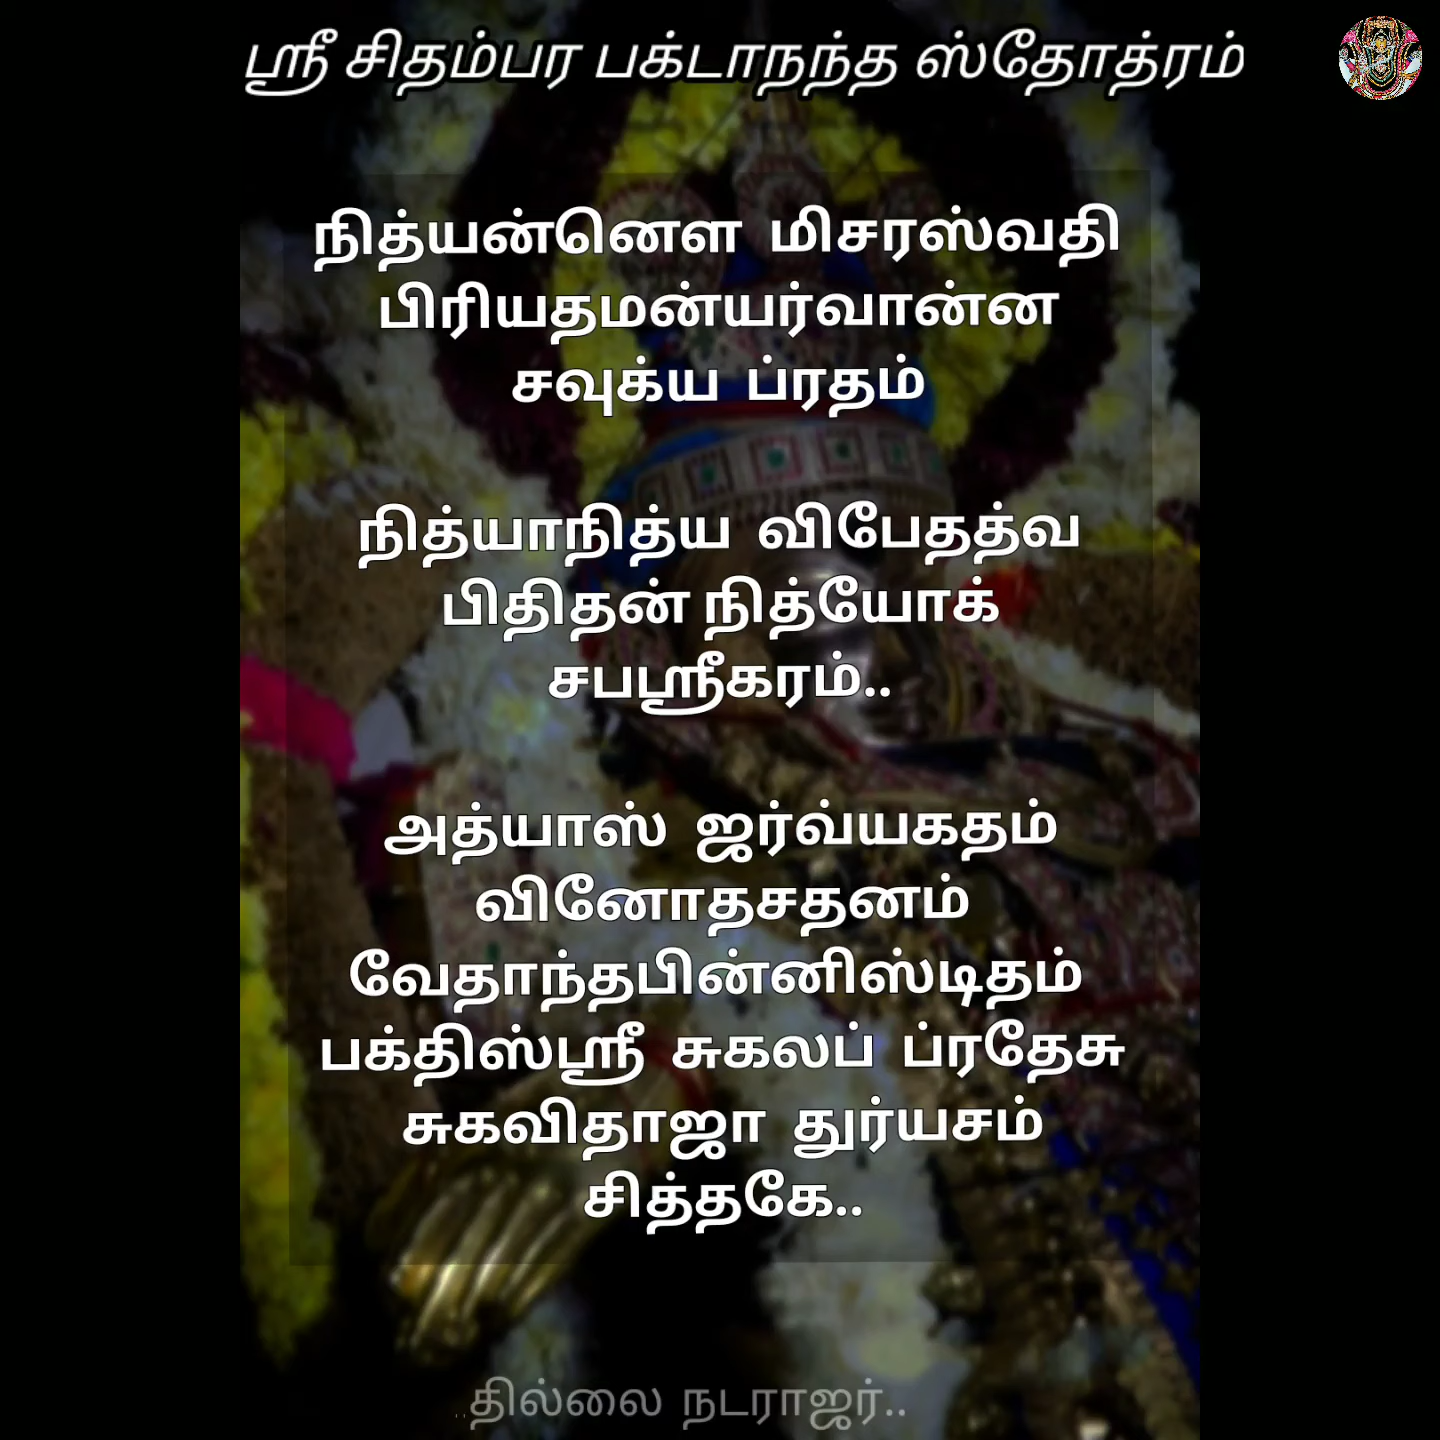 ஸ்ரீ சிதம்பர பக்டாநந்த ஸ்தோத்ரம்
நித்யன்னௌ மிசரஸ்வதி
பிரியதமன்யர்வான்ன
சவுக்ய ப்ரதம்
நித்யாநித்ய விபேதத்வ
பிதிதன் நித்யோக்
சபஸ்ரீகரம்..
அத்யாஸ் ஜர்வ்யகதம்
வினோதசதனம்
வேதாந்தபின்னிஸ்டிதம்
பக்திஸ்ஸ்ரீ சுகலப் ப்ரதேசு
சுகவிதாஜா துர்யசம்
சித்தகே..
..தில்லை நடராஜர்..